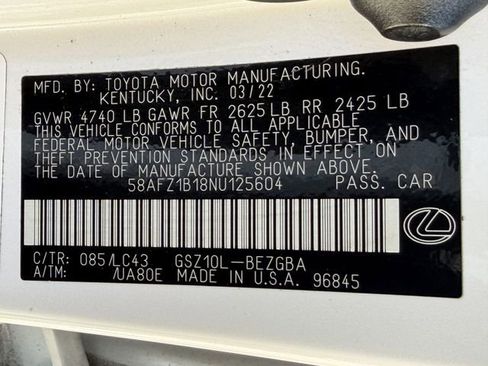 MFD. BY: TOYOTA MOTOR MANUFACTURING.
KENTUCKY, INC. 03/22
GVWR 4740 LB GAWR FR 2625 LB RR 2425 LB
THIS VEHICLE CONFORMS TO ALL APPLICABLE
FEDERAL MOTOR VEHICLE SAFETY, BUMPER, AND
THEFT PREVENTION STANDARDS IN EFFECT ON
THE DATE OF MANUFACTURE SHOWN ABOVE.
58AFZ1B18NU125604 PASS. CAR
C/TR: 085/LC43 GSZ10L-BEZGBA
A/TM: /UA80E MADE IN U.S.A. 96845